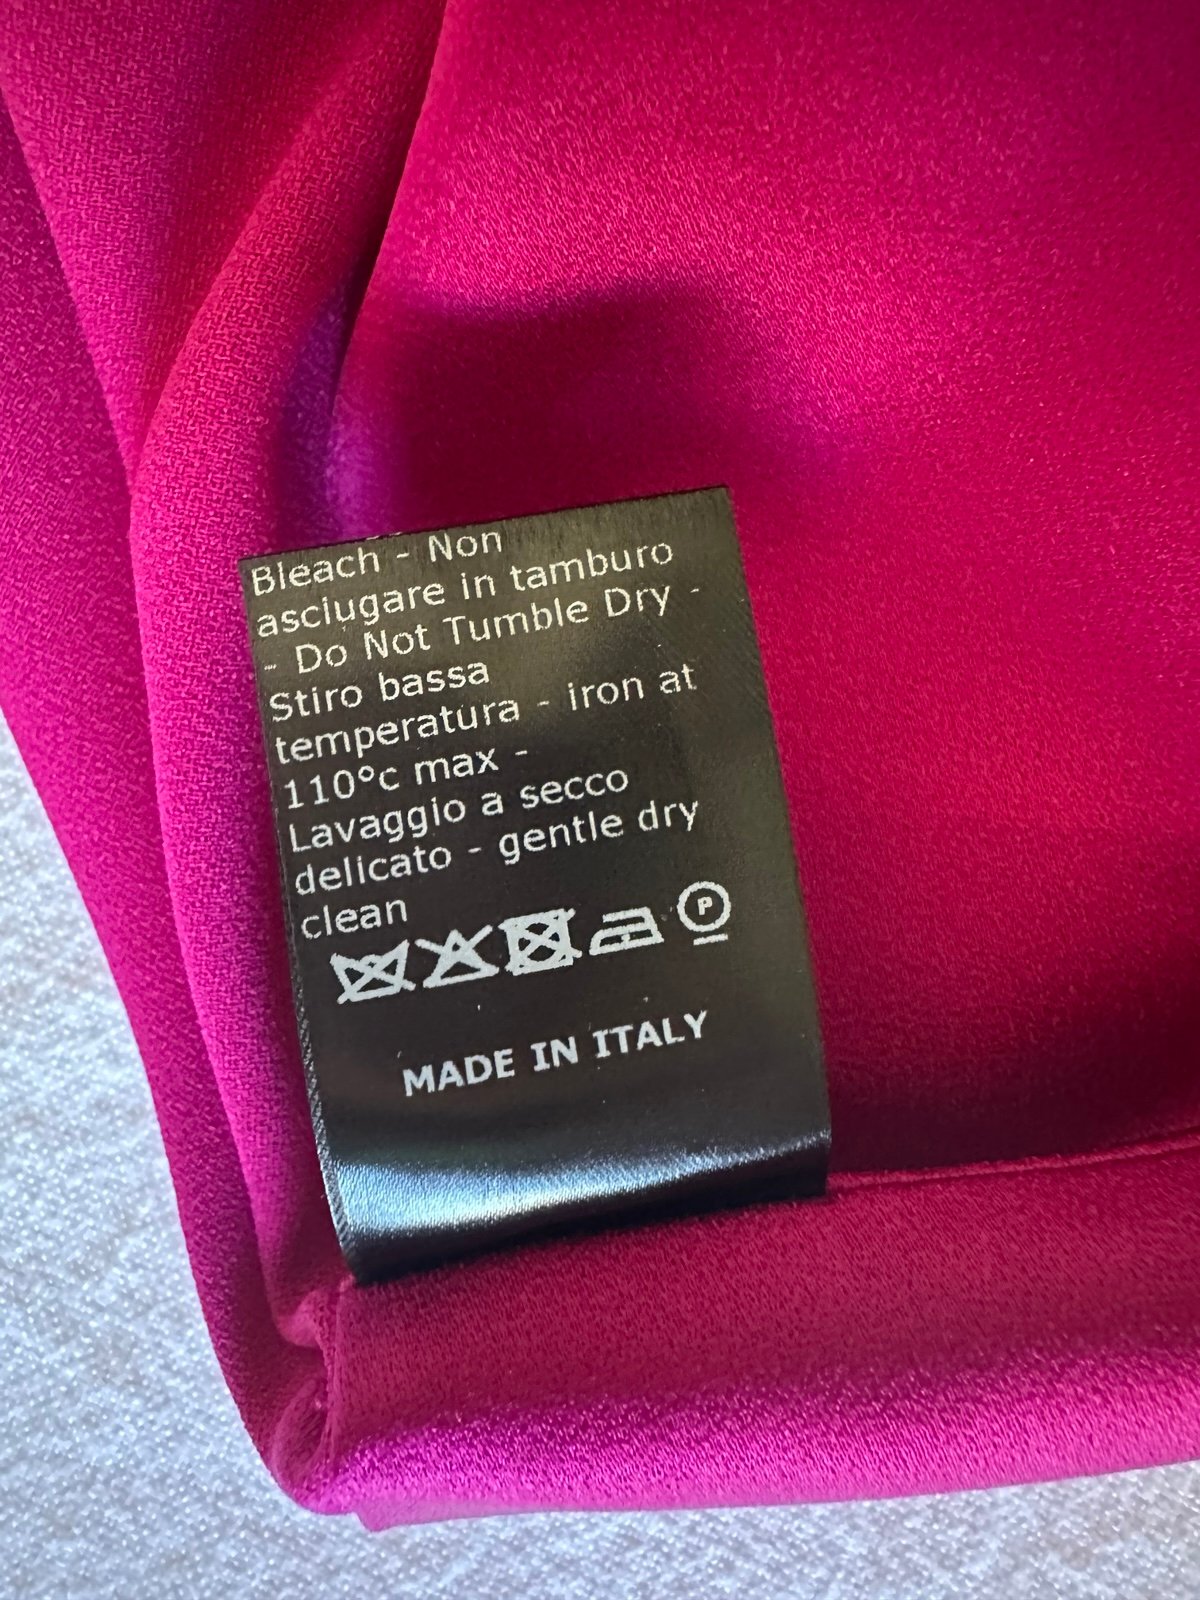 Bleach - Non
asciugare in tamburo
- Do Not Tumble Dry -
Stiro bassa
temperatura - iron at
110°c max -
Lavaggio a secco
delicato - gentle dry
clean
P
MADE IN ITALY